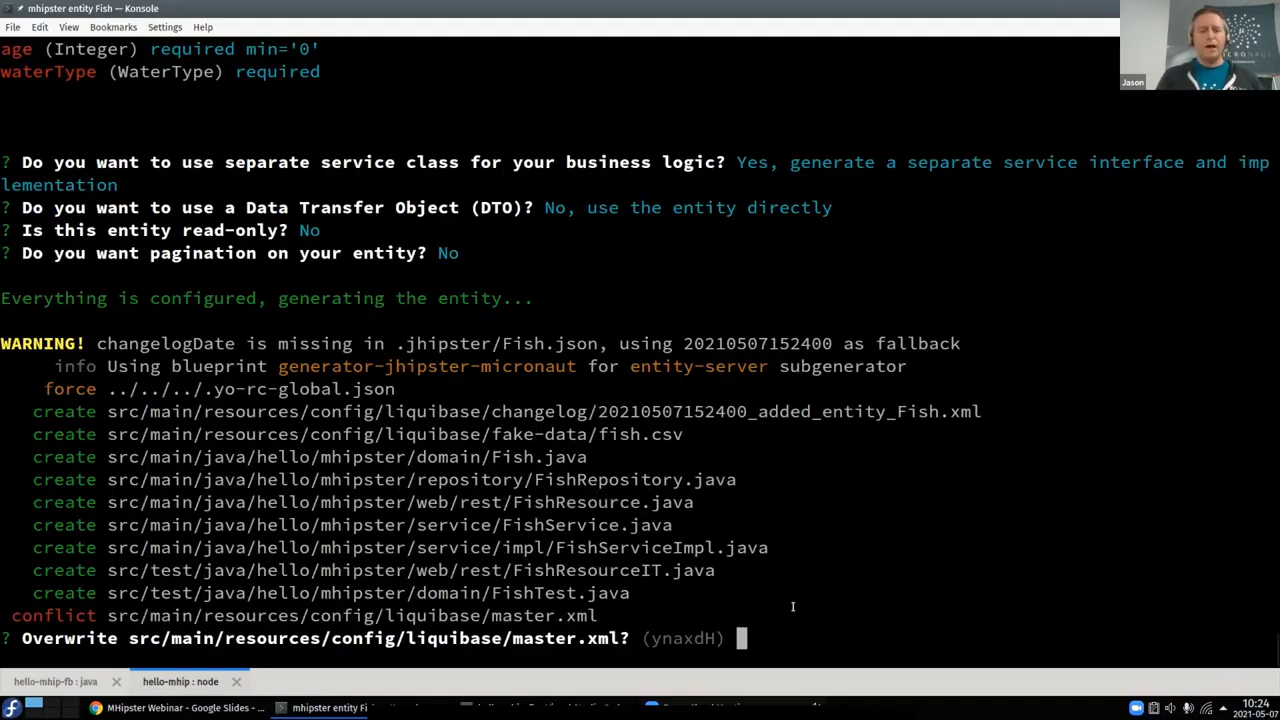 mhipster entity Fish — Konsole
File Edit View Bookmarks Settings Help
age (Integer) required min='0'
waterType (WaterType) required
Jason
? Do you want to use separate service class for your business logic? Yes, generate a separate service interface and imp
lementation
? Do you want to use a Data Transfer Object (DTO)? No, use the entity directly
? Is this entity read-only? No
? Do you want pagination on your entity? No
Everything is configured, generating the entity...
WARNING! changelogDate is missing in .jhipster/Fish.json, using 20210507152400 as fallback
info Using blueprint generator-jhipster-micronaut for entity-server subgenerator
force ../../../.yo-rc-global.json
create src/main/resources/config/liquibase/changelog/20210507152400_added_entity_Fish.xml
create src/main/resources/config/liquibase/fake-data/fish.csv
create src/main/java/hello/mhipster/domain/Fish.java
create src/main/java/hello/mhipster/repository/FishRepository.java
create src/main/java/hello/mhipster/web/rest/FishResource.java
create src/main/java/hello/mhipster/service/FishService.java
create src/main/java/hello/mhipster/service/impl/FishServiceImpl.java
create src/test/java/hello/mhipster/web/rest/FishResourceIT.java
create src/test/java/hello/mhipster/domain/FishTest.java
conflict src/main/resources/config/liquibase/master.xml
? Overwrite src/main/resources/config/liquibase/master.xml? (ynaxdH)
hello-mhip-fb : java
hello-mhip : node
MHipster Webinar - Google Slides - ...
mhipster entity Fi
10:24
2021-05-07